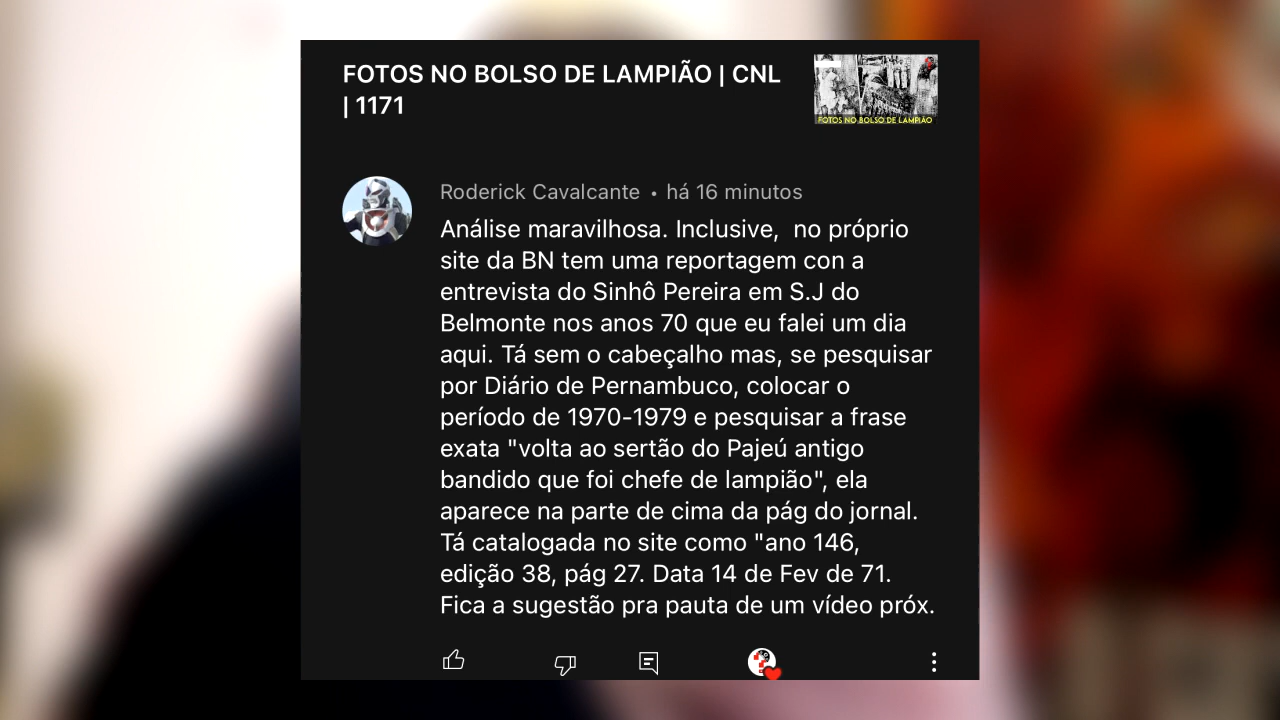 FOTOS NO BOLSO DE LAMPIÃO | CNL
| 1171
FOTOS NO BOLSO DE LAMPIÃO
Roderick Cavalcante • há 16 minutos
Análise maravilhosa. Inclusive,  no próprio
site da BN tem uma reportagem con a
entrevista do Sinhô Pereira em S.J do
Belmonte nos anos 70 que eu falei um dia
aqui. Tá sem o cabeçalho mas, se pesquisar
por Diário de Pernambuco, colocar o
período de 1970-1979 e pesquisar a frase
exata "volta ao sertão do Pajeú antigo
bandido que foi chefe de lampião", ela
aparece na parte de cima da pág do jornal.
Tá catalogada no site como "ano 146,
edição 38, pág 27. Data 14 de Fev de 71.
Fica a sugestão pra pauta de um vídeo próx.